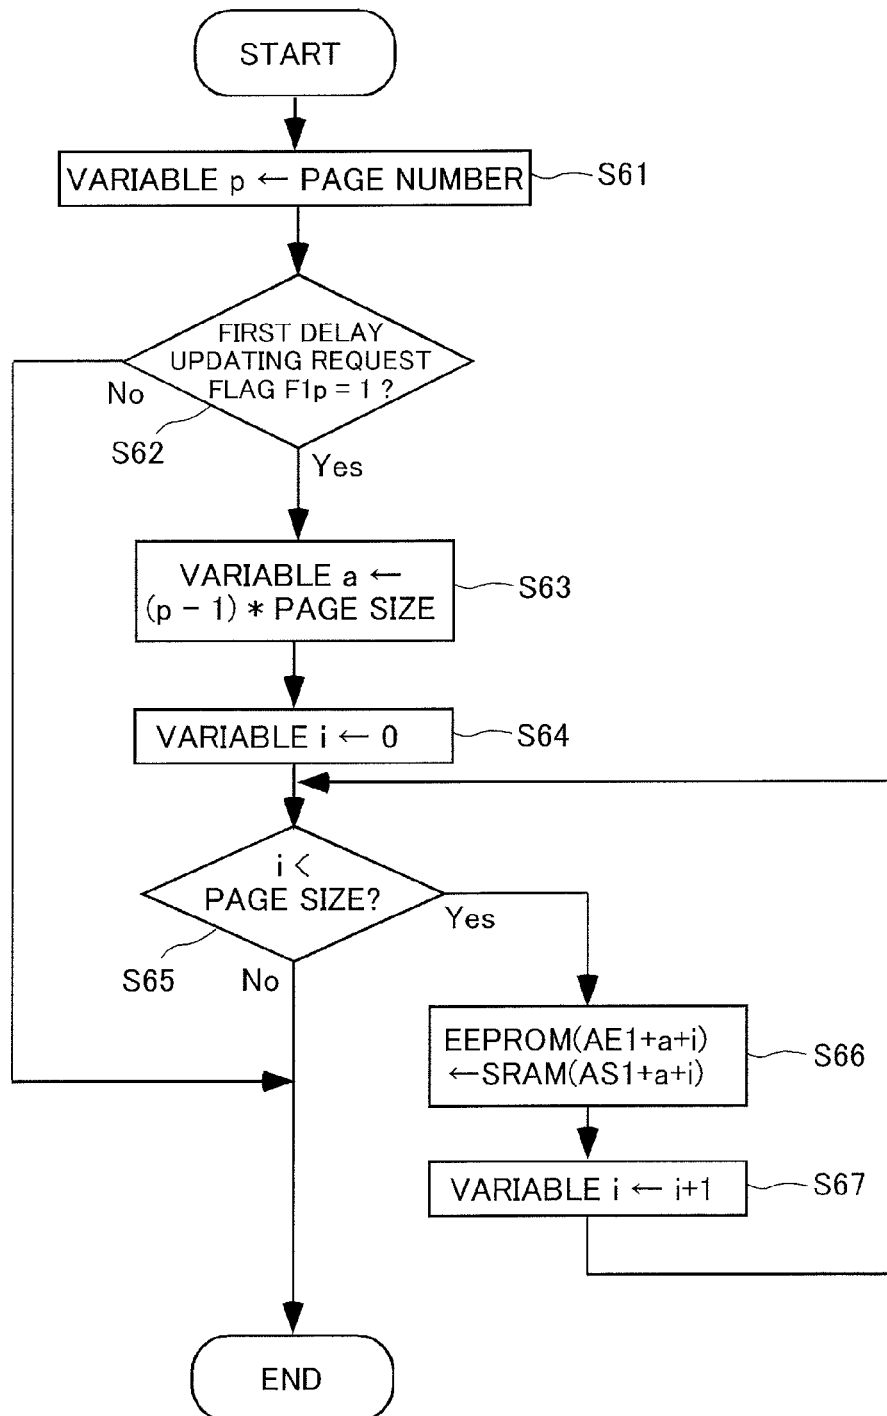 START
VARIABLE p ← PAGE NUMBER
S61
FIRST DELAY
UPDATING REQUEST
FLAG F1p = 1 ?
No
S62
Yes
VARIABLE a ←
(p − 1) * PAGE SIZE
S63
VARIABLE i ← 0
S64
i <
PAGE SIZE?
Yes
S65
No
EEPROM(AE1+a+i)
←SRAM(AS1+a+i)
S66
VARIABLE i ← i+1
S67
END